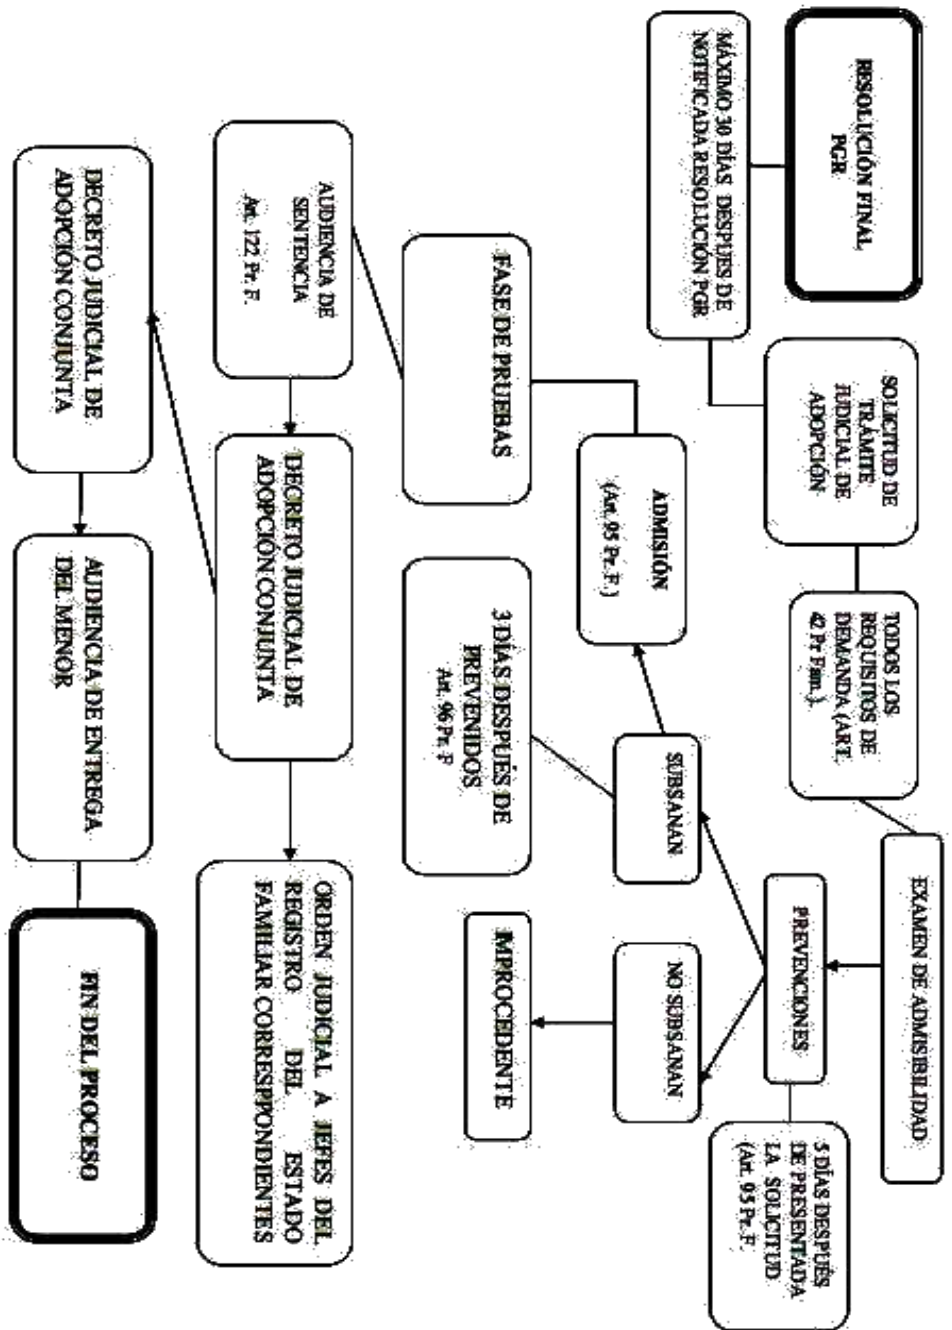 RESOLUCIÓN FINAL
PGR
MÁXIMO 30 DÍAS DESPUES DE
NOTIFICADA RESOLUCIÓN PGR
SOLICITUD DE
TRÁMITE
JUDICIAL DE
ADOPCIÓN
TODOS LOS
REQUISITOS DE
DEMANDA (ART.
42 Pr Fam.).
EXAMEN DE ADMISIBILIDAD
PREVENCIONES
5 DÍAS DESPUÉS
DE PRESENTADA
LA SOLICITUD
(Art. 95 Pr. F.
SUBSANAN
NO SUBSANAN
IMPROCEDENTE
ADMISIÓN
(Art. 95 Pr. F.)
3 DÍAS DESPUÉS DE
PREVENIDOS
Art. 96 Pr. F
FASE DE PRUEBAS
AUDIENCIA DE
SENTENCIA
Art. 122 Pr. F.
DECRETO JUDICIAL DE
ADOPCIÓN CONJUNTA
ORDEN JUDICIAL A JEFES DEL
REGISTRO DEL ESTADO
FAMILIAR CORRESPPONDIENTES
DECRETO JUDICIAL DE
ADOPCIÓN CONJUNTA
AUDIENCIA DE ENTREGA
DEL MENOR
FIN DEL PROCESO